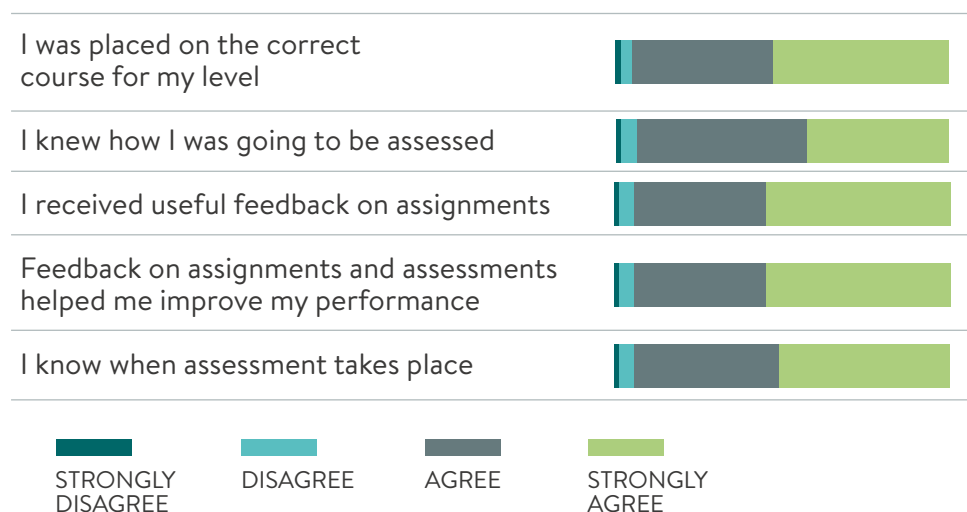 I was placed on the correct
course for my level
I knew how I was going to be assessed
I received useful feedback on assignments
Feedback on assignments and assessments
helped me improve my performance
I know when assessment takes place
STRONGLY
DISAGREE
DISAGREE
AGREE
STRONGLY
AGREE